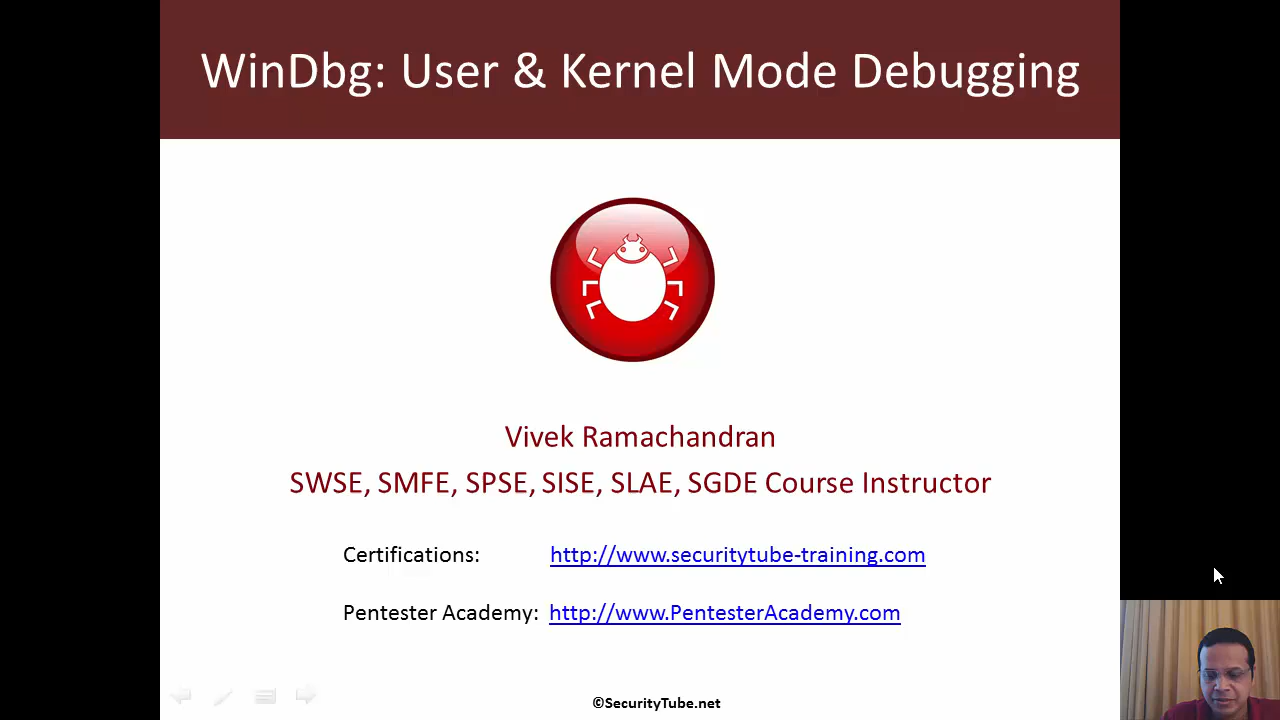 WinDbg: User & Kernel Mode Debugging
Vivek Ramachandran
SWSE, SMFE, SPSE, SISE, SLAE, SGDE Course Instructor
Certifications: http://www.securitytube-training.com
Pentester Academy: http://www.PentesterAcademy.com
©SecurityTube.net